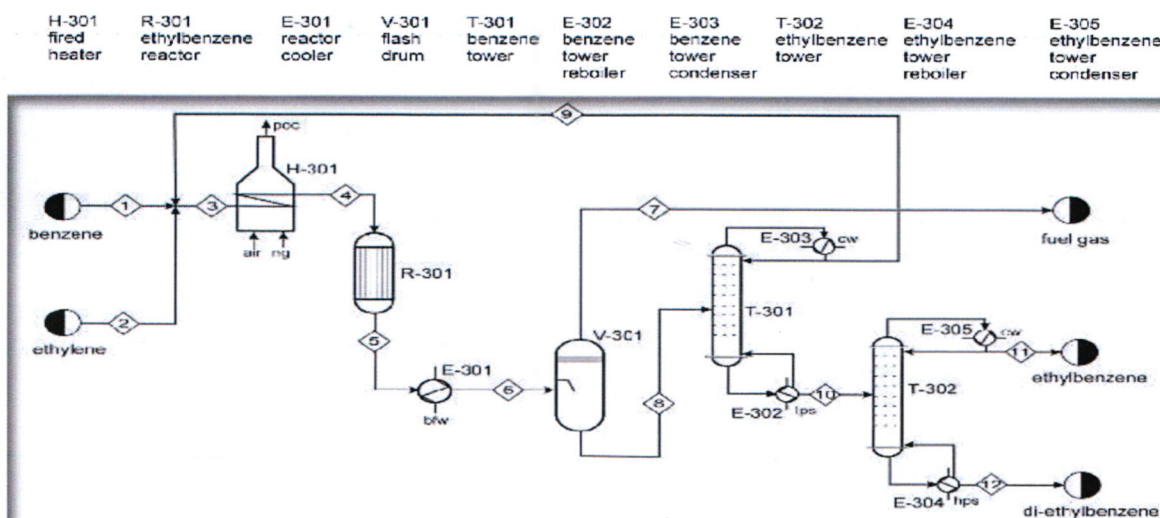 H-301 R-301 E-301 V-301 T-301 E-302 E-303 T-302 E-304 E-305
fired ethylbenzene reactor flash benzene benzene benzene ethylbenzene ethylbenzene ethylbenzene
heater reactor cooler drum tower tower tower tower tower tower
reboiler condenser reboiler condenser
9
poc
H-301
1
3
4
7
benzene
fuel gas
E-303
cw
air
ng
R-301
T-301
2
ethylene
5
V-301
E-305
cw
11
ethylbenzene
E-301
6
8
bfw
E-302
lps
10
T-302
E-304
hps
12
di-ethylbenzene